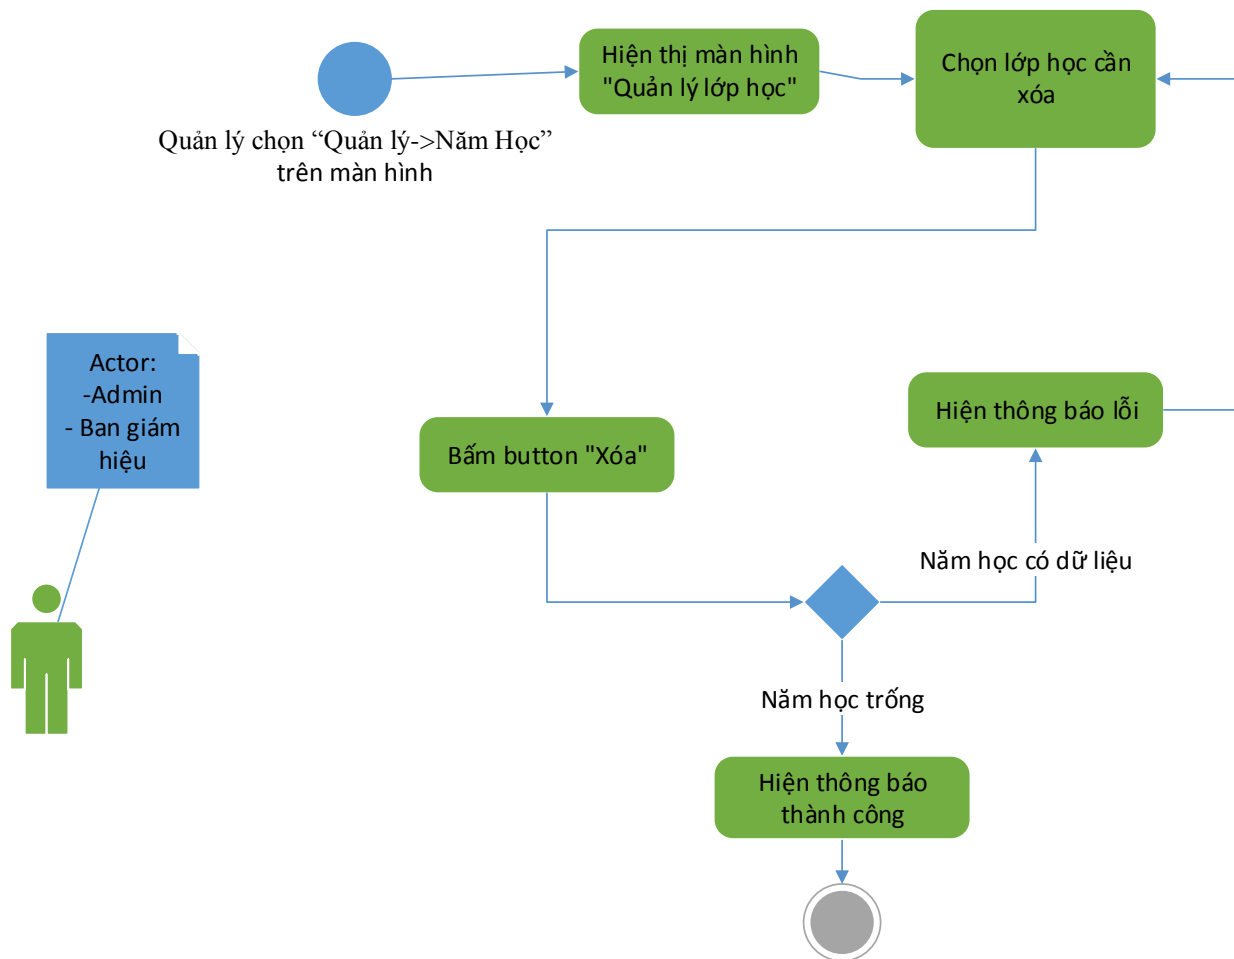 Hiện thị màn hình
"Quản lý lớp học"
Chọn lớp học cần
xóa
Quản lý chọn “Quản lý->Năm Học”
trên màn hình
Actor:
-Admin
- Ban giám
hiệu
Hiện thông báo lỗi
Bấm button "Xóa"
Năm học có dữ liệu
Năm học trống
Hiện thông báo
thành công